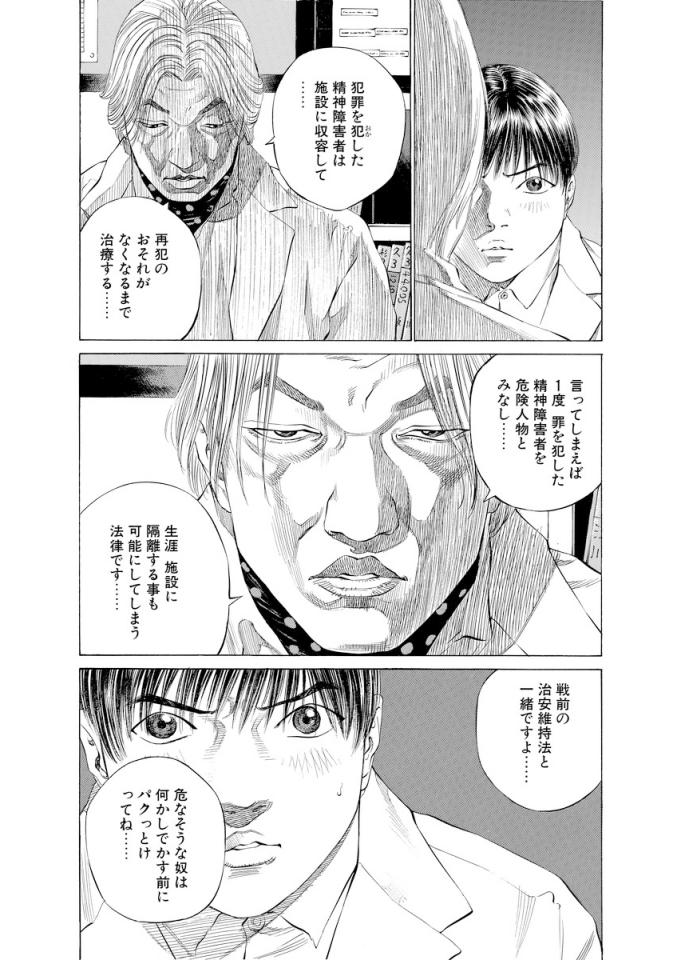 犯罪を犯した
精神障害者は
施設に収容して
……
再犯の
おそれが
なくなるまで
治療する……
言ってしまえば
1度 罪を犯した
精神障害者を
危険人物と
みなし……
生涯 施設に
隔離する事も
可能にしてしまう
法律です……
戦前の
治安維持法と
一緒ですよ……
危なそうな奴は
何かしでかす前に
パクっとけ
ってね……